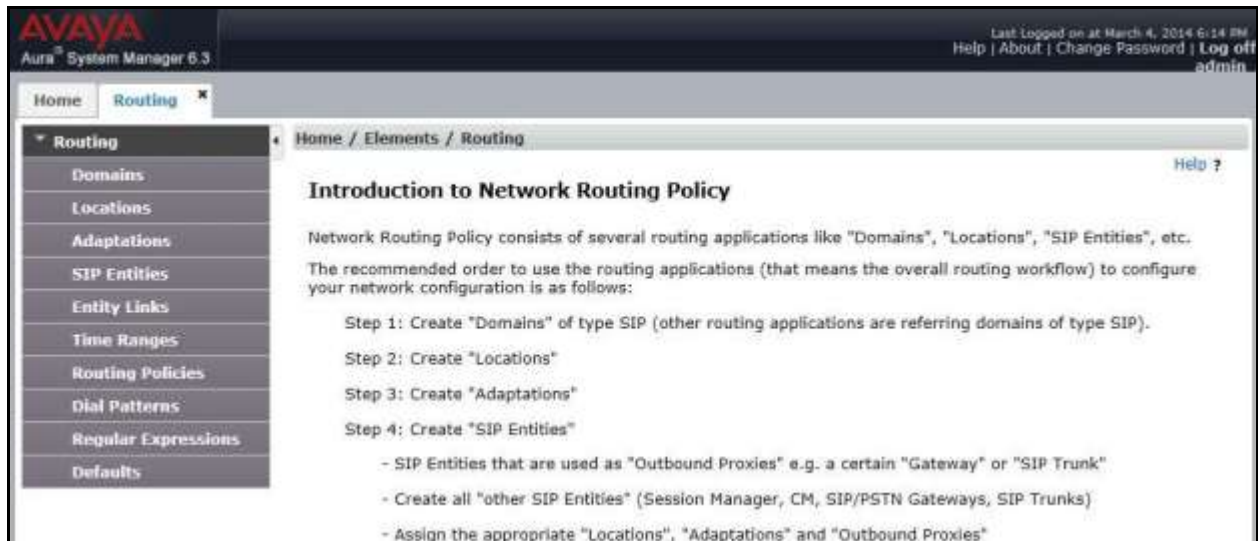 AVAYA
Aura® System Manager 6.3
Last Logged on at March 4, 2014 6:14 PM
Help | About | Change Password | Log off
admin
Home
Routing ✖
Routing
Domains
Locations
Adaptations
SIP Entities
Entity Links
Time Ranges
Routing Policies
Dial Patterns
Regular Expressions
Defaults
Home / Elements / Routing
Help ?
Introduction to Network Routing Policy
Network Routing Policy consists of several routing applications like "Domains", "Locations", "SIP Entities", etc.
The recommended order to use the routing applications (that means the overall routing workflow) to configure
your network configuration is as follows:
Step 1: Create "Domains" of type SIP (other routing applications are referring domains of type SIP).
Step 2: Create "Locations"
Step 3: Create "Adaptations"
Step 4: Create "SIP Entities"
- SIP Entities that are used as "Outbound Proxies" e.g. a certain "Gateway" or "SIP Trunk"
- Create all "other SIP Entities" (Session Manager, CM, SIP/PSTN Gateways, SIP Trunks)
- Assign the appropriate "Locations", "Adaptations" and "Outbound Proxies"